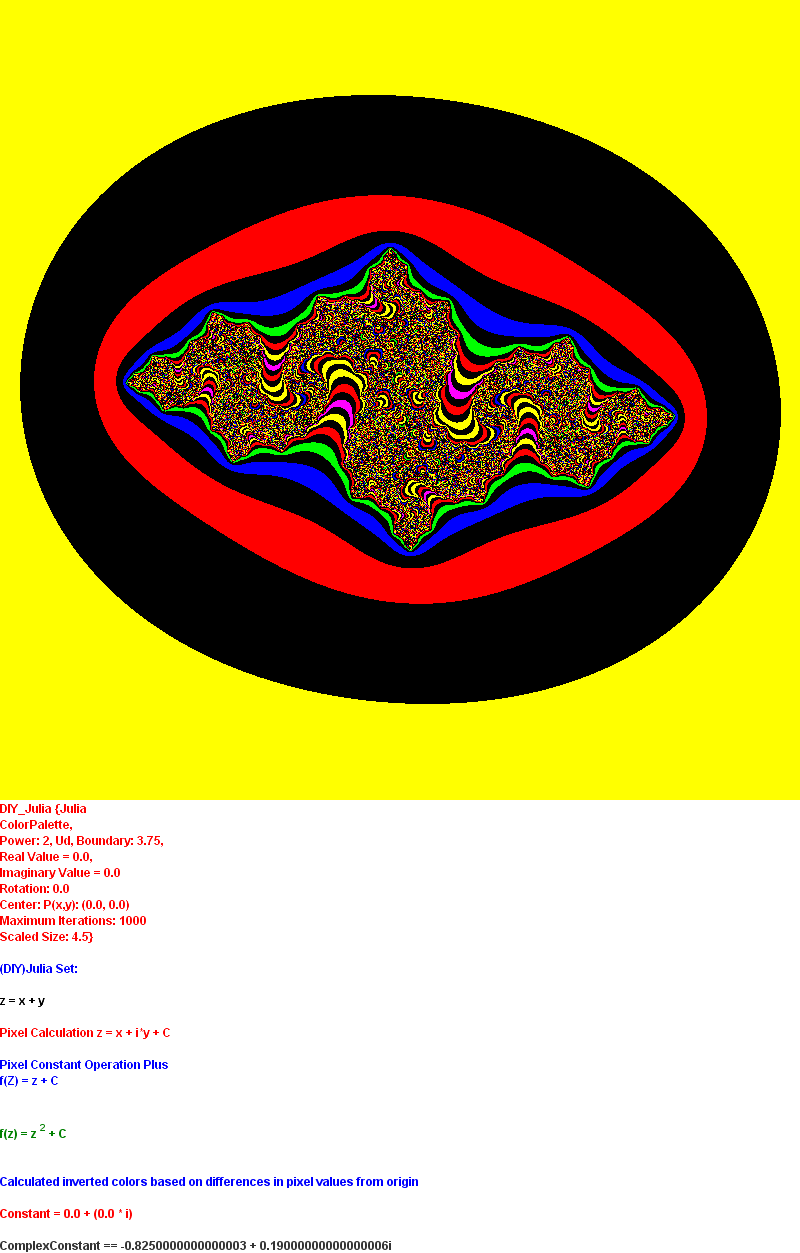 DIY_Julia {Julia
ColorPalette,
Power: 2, Ud, Boundary: 3.75,
Real Value = 0.0,
Imaginary Value = 0.0
Rotation: 0.0
Center: P(x,y): (0.0, 0.0)
Maximum Iterations: 1000
Scaled Size: 4.5}
(DIY)Julia Set:
z = x + y
Pixel Calculation z = x + i*y + C
Pixel Constant Operation Plus
f(Z) = z + C
f(z) = z 2 + C
Calculated inverted colors based on differences in pixel values from origin
Constant = 0.0 + (0.0 * i)
ComplexConstant == -0.8250000000000003 + 0.19000000000000006i